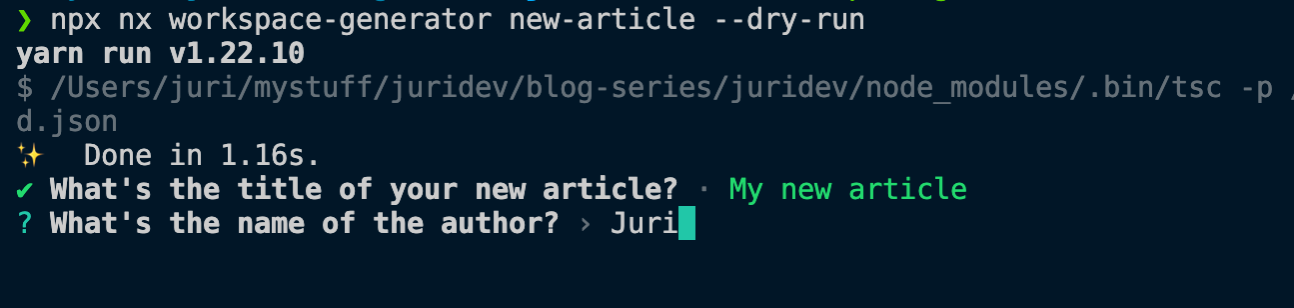 ❯ npx nx workspace-generator new-article --dry-run
yarn run v1.22.10
$ /Users/juri/mystuff/juridev/blog-series/juridev/node_modules/.bin/tsc -p
d.json
✨  Done in 1.16s.
✔ What's the title of your new article? · My new article
? What's the name of the author? › Juri